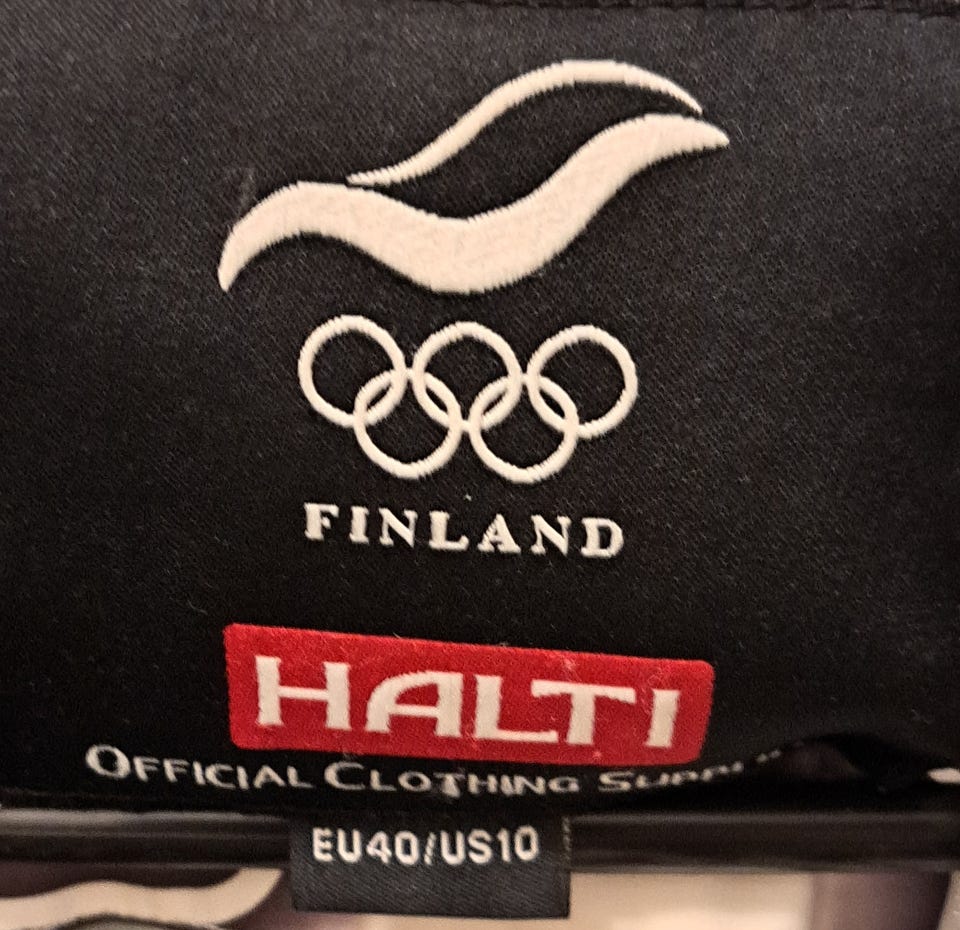 FINLAND
HALTI
OFFICIAL CLOTHING
EU40/US10